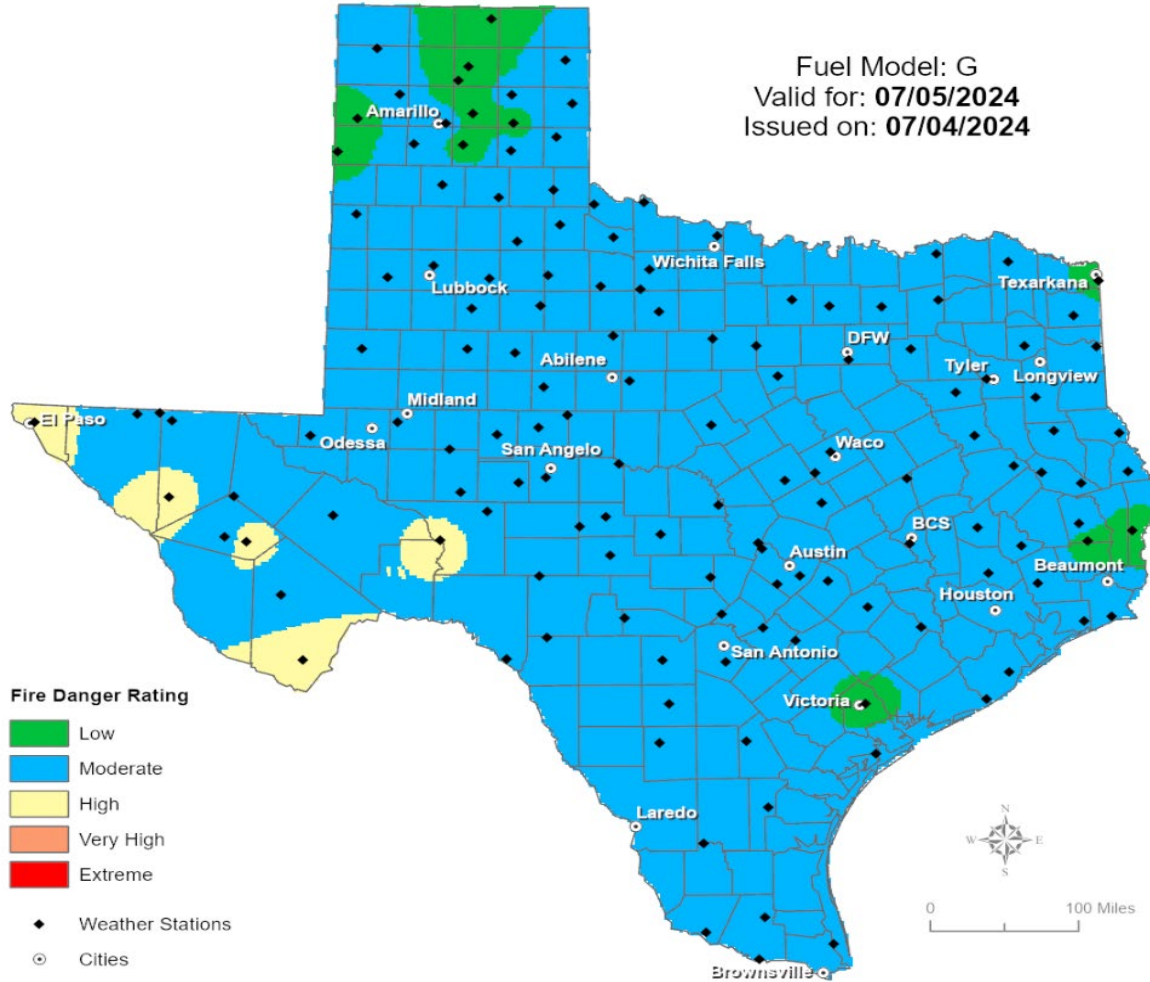 Fuel Model: G
Valid for: 07/05/2024
Issued on: 07/04/2024
Amarillo
Wichita Falls
Lubbock
Texarkana
DFW
Abilene
Tyler
Longview
Midland
El Paso
Odessa
San Angelo
Waco
BCS
Austin
Beaumont
Houston
San Antonio
Victoria
Laredo
Brownsville
Fire Danger Rating
Low
Moderate
High
Very High
Extreme
Weather Stations
Cities
N
W E
S
0 100 Miles